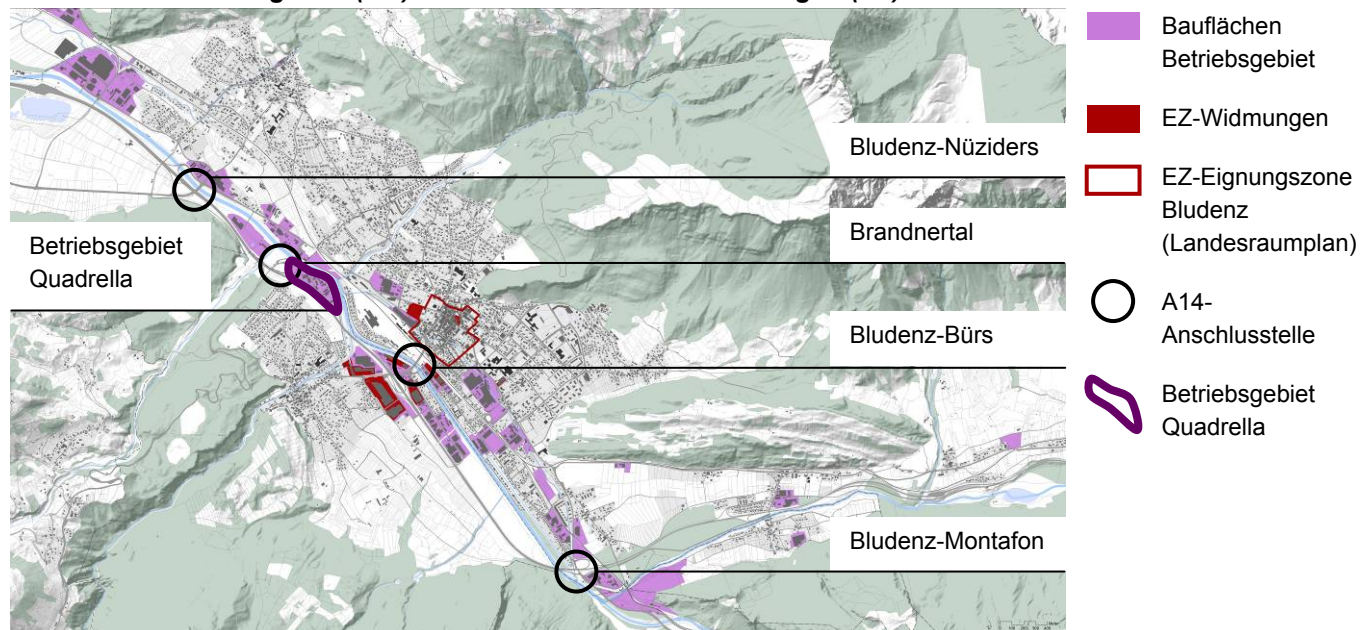 Bludenz-Nüziders
Brandnertal
Betriebsgebiet
Quadrella
Bludenz-Bürs
Bludenz-Montafon
Bauflächen
Betriebsgebiet
EZ-Widmungen
EZ-Eignungszone
Bludenz
(Landesraumplan)
A14-
Anschlusstelle
Betriebsgebiet
Quadrella